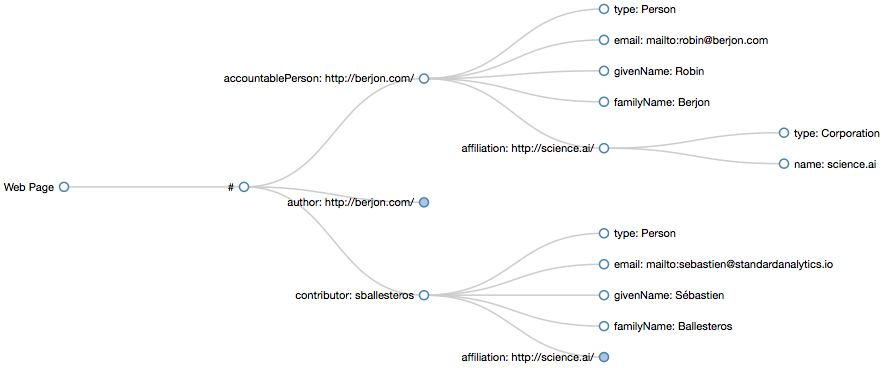 type: Person
email: mailto:robin@berjon.com
accountablePerson: http://berjon.com/
givenName: Robin
familyName: Berjon
type: Corporation
affiliation: http://science.ai/
name: science.ai
Web Page
#
author: http://berjon.com/
type: Person
email: mailto:sebastien@standardanalytics.io
contributor: sballesteros
givenName: Sébastien
familyName: Ballesteros
affiliation: http://science.ai/